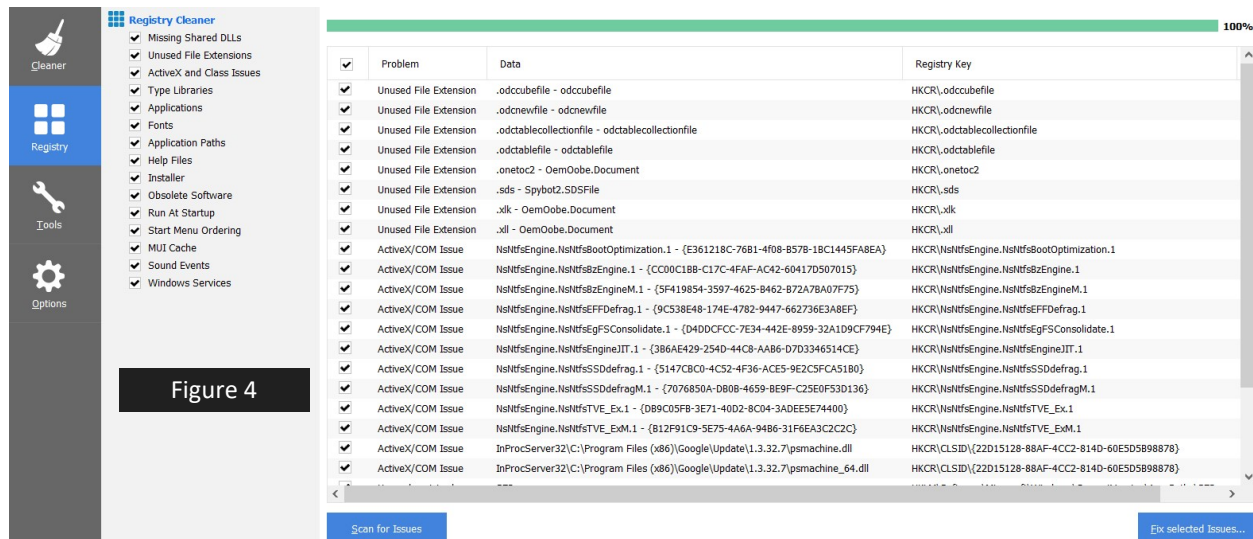 Cleaner
Registry
Tools
Options
Registry Cleaner
Missing Shared DLLs
Unused File Extensions
ActiveX and Class Issues
Type Libraries
Applications
Fonts
Application Paths
Help Files
Installer
Obsolete Software
Run At Startup
Start Menu Ordering
MUI Cache
Sound Events
Windows Services
Figure 4
100%
Problem Data Registry Key
Unused File Extension .odccubefile - odccubefile HKCR\.odccubefile
Unused File Extension .odcnewfile - odcnewfile HKCR\.odcnewfile
Unused File Extension .odctablecollectionfile - odctablecollectionfile HKCR\.odctablecollectionfile
Unused File Extension .odctablefile - odctablefile HKCR\.odctablefile
Unused File Extension .onetoc2 - OemOobe.Document HKCR\.onetoc2
Unused File Extension .sds - Spybot2.SDSFile HKCR\.sds
Unused File Extension .xlk - OemOobe.Document HKCR\.xlk
Unused File Extension .xll - OemOobe.Document HKCR\.xll
ActiveX/COM Issue NsNtfsEngine.NsNtfsBootOptimization.1 - {E361218C-76B1-4f08-B57B-1BC1445FA8EA} HKCR\NsNtfsEngine.NsNtfsBootOptimization.1
ActiveX/COM Issue NsNtfsEngine.NsNtfsBzEngine.1 - {CC00C1BB-C17C-4FAF-AC42-60417D507015} HKCR\NsNtfsEngine.NsNtfsBzEngine.1
ActiveX/COM Issue NsNtfsEngine.NsNtfsBzEngineM.1 - {5F419854-3597-4625-B462-B72A7BA07F75} HKCR\NsNtfsEngine.NsNtfsBzEngineM.1
ActiveX/COM Issue NsNtfsEngine.NsNtfsEFFDefrag.1 - {9C538E48-174E-4782-9447-662736E3A8EF} HKCR\NsNtfsEngine.NsNtfsEFFDefrag.1
ActiveX/COM Issue NsNtfsEngine.NsNtfsEgFSConsolidate.1 - {D4DDCFCC-7E34-442E-8959-32A1D9CF794E} HKCR\NsNtfsEngine.NsNtfsEgFSConsolidate.1
ActiveX/COM Issue NsNtfsEngine.NsNtfsEngineJIT.1 - {3B6AE429-254D-44C8-AAB6-D7D3346514CE} HKCR\NsNtfsEngine.NsNtfsEngineJIT.1
ActiveX/COM Issue NsNtfsEngine.NsNtfsSSDdefrag.1 - {5147CBC0-4C52-4F36-ACE5-9E2C5FCA51B0} HKCR\NsNtfsEngine.NsNtfsSSDdefrag.1
ActiveX/COM Issue NsNtfsEngine.NsNtfsSSDdefragM.1 - {7076850A-DB0B-4659-BE9F-C25E0F53D136} HKCR\NsNtfsEngine.NsNtfsSSDdefragM.1
ActiveX/COM Issue NsNtfsEngine.NsNtfsTVE_Ex.1 - {DB9C05FB-3E71-40D2-8C04-3ADEE5E74400} HKCR\NsNtfsEngine.NsNtfsTVE_Ex.1
ActiveX/COM Issue NsNtfsEngine.NsNtfsTVE_ExM.1 - {B12F91C9-5E75-4A6A-94B6-31F6EA3C2C2C} HKCR\NsNtfsEngine.NsNtfsTVE_ExM.1
ActiveX/COM Issue InProcServer32\C:\Program Files (x86)\Google\Update\1.3.32.7\psmachine.dll HKCR\CLSID\{22D15128-88AF-4CC2-814D-60E5D5B98878}
ActiveX/COM Issue InProcServer32\C:\Program Files (x86)\Google\Update\1.3.32.7\psmachine_64.dll HKCR\CLSID\{22D15128-88AF-4CC2-814D-60E5D5B98878}
Scan for Issues
Fix selected Issues...